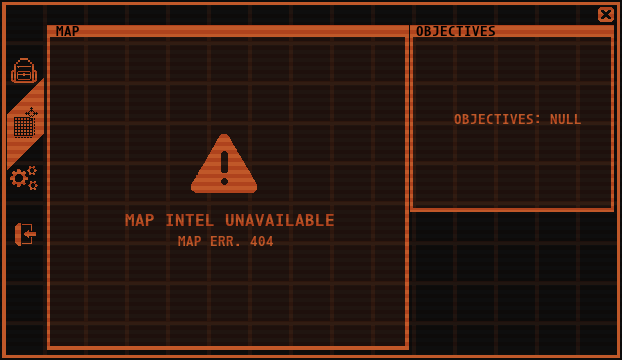 MAP
OBJECTIVES
OBJECTIVES: NULL
MAP INTEL UNAVAILABLE
MAP ERR. 404